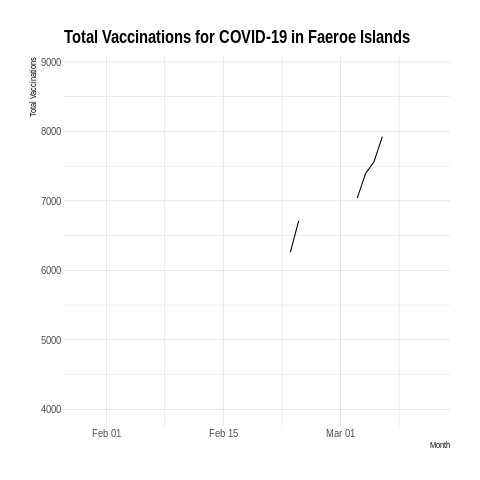 Total Vaccinations for COVID-19 in Faeroe Islands
Total Vaccinations
9000
8000
7000
6000
5000
4000
Feb 01
Feb 15
Mar 01
Month